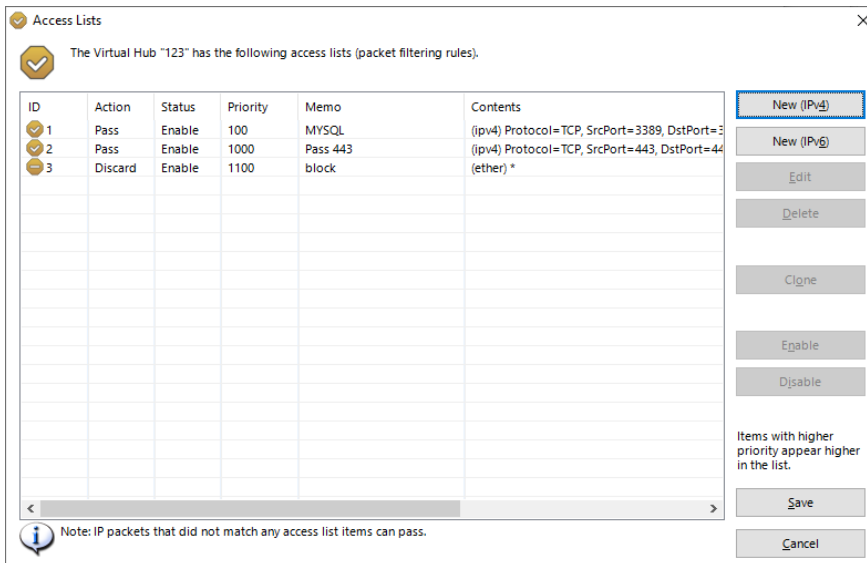 Access Lists
The Virtual Hub "123" has the following access lists (packet filtering rules).
ID Action Status Priority Memo Contents
1 Pass Enable 100 MYSQL (ipv4) Protocol=TCP, SrcPort=3389, DstPort=3
2 Pass Enable 1000 Pass 443 (ipv4) Protocol=TCP, SrcPort=443, DstPort=44
3 Discard Enable 1100 block (ether) *
New (IPv4)
New (IPv6)
Edit
Delete
Clone
Enable
Disable
Items with higher
priority appear higher
in the list.
Save
Cancel
Note: IP packets that did not match any access list items can pass.